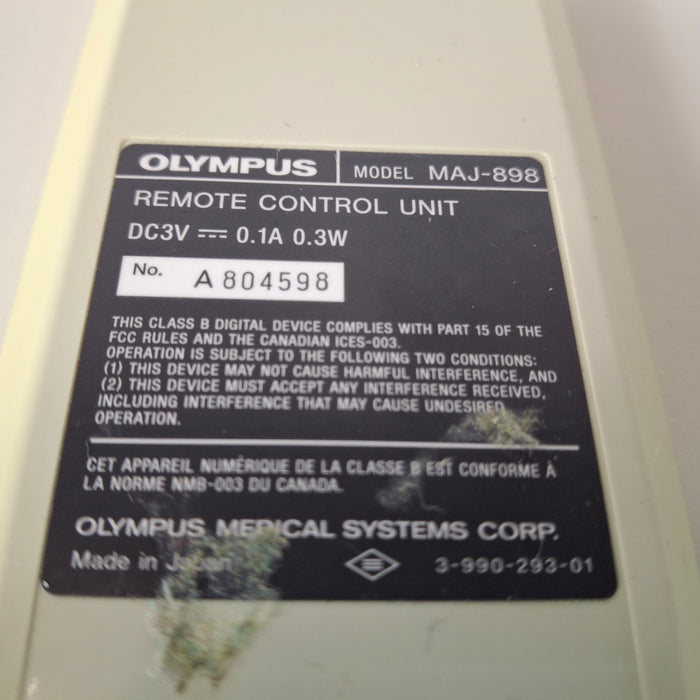 OLYMPUS MODEL MAJ-898
REMOTE CONTROL UNIT
DC3V ⎓ 0.1A 0.3W
No. A804598
THIS CLASS B DIGITAL DEVICE COMPLIES WITH PART 15 OF THE
FCC RULES AND THE CANADIAN ICES-003.
OPERATION IS SUBJECT TO THE FOLLOWING TWO CONDITIONS:
(1) THIS DEVICE MAY NOT CAUSE HARMFUL INTERFERENCE, AND
(2) THIS DEVICE MUST ACCEPT ANY INTERFERENCE RECEIVED,
INCLUDING INTERFERENCE THAT MAY CAUSE UNDESIRED
OPERATION.
CET APPAREIL NUMÉRIQUE DE LA CLASSE B EST CONFORME À
LA NORME NMB-003 DU CANADA.
OLYMPUS MEDICAL SYSTEMS CORP.
Made in Japan 3-990-293-01